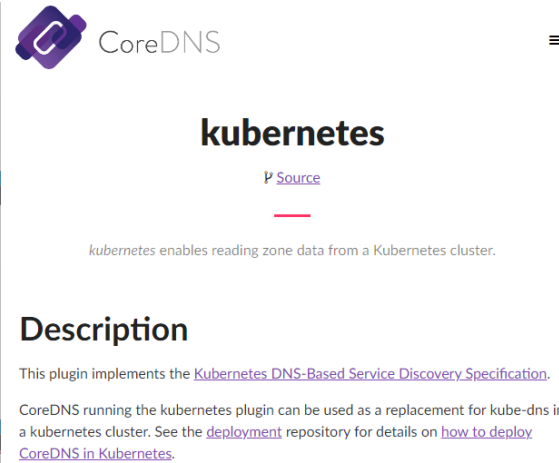 CoreDNS
kubernetes
Source
kubernetes enables reading zone data from a Kubernetes cluster.
Description
This plugin implements the Kubernetes DNS-Based Service Discovery Specification.
CoreDNS running the kubernetes plugin can be used as a replacement for kube-dns in
a kubernetes cluster. See the deployment repository for details on how to deploy
CoreDNS in Kubernetes.